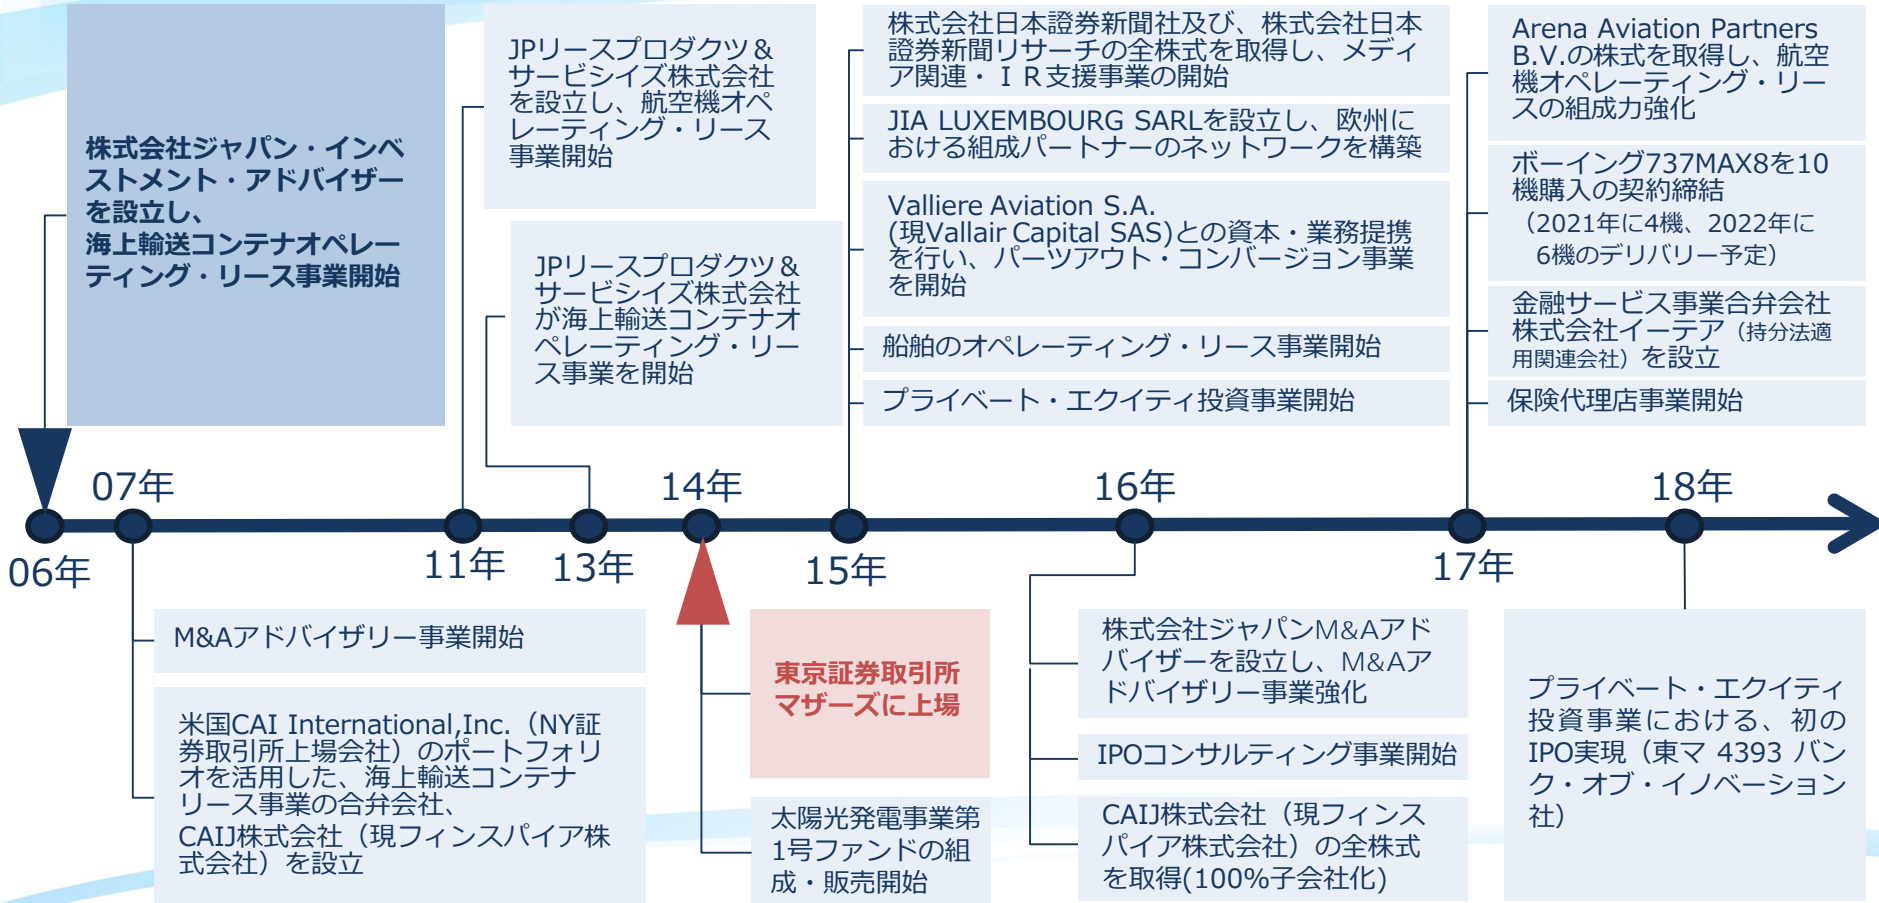 株式会社ジャパン・インベ
ストメント・アドバイザー
を設立し、
海上輸送コンテナオペレー
ティング・リース事業開始
JPリースプロダクツ＆
サービシイズ株式会社
を設立し、航空機オペ
レーティング・リース
事業開始
JPリースプロダクツ＆
サービシイズ株式会社
が海上輸送コンテナオ
ペレーティング・リー
ス事業を開始
株式会社日本證券新聞社及び、株式会社日本
證券新聞リサーチの全株式を取得し、メディ
ア関連・ＩＲ支援事業の開始
JIA LUXEMBOURG SARLを設立し、欧州に
おける組成パートナーのネットワークを構築
Valliere Aviation S.A.
(現Vallair Capital SAS)との資本・業務提携
を行い、パーツアウト・コンバージョン事業
を開始
船舶のオペレーティング・リース事業開始
プライベート・エクイティ投資事業開始
Arena Aviation Partners
B.V.の株式を取得し、航空
機オペレーティング・リー
スの組成力強化
ボーイング737MAX8を10
機購入の契約締結
（2021年に4機、2022年に
6機のデリバリー予定）
金融サービス事業合弁会社
株式会社イーテア（持分法適
用関連会社）を設立
保険代理店事業開始
06年
07年
11年
13年
14年
15年
16年
17年
18年
M&Aアドバイザリー事業開始
米国CAI International,Inc.（NY証
券取引所上場会社）のポートフォリ
オを活用した、海上輸送コンテナ
リース事業の合弁会社、
CAIJ株式会社（現フィンスパイア株
式会社）を設立
東京証券取引所
マザーズに上場
太陽光発電事業第
1号ファンドの組
成・販売開始
株式会社ジャパンM&Aアド
バイザーを設立し、M&Aア
ドバイザリー事業強化
IPOコンサルティング事業開始
CAIJ株式会社（現フィンス
パイア株式会社）の全株式
を取得(100%子会社化)
プライベート・エクイティ
投資事業における、初の
IPO実現（東マ 4393 バン
ク・オブ・イノベーション
社）